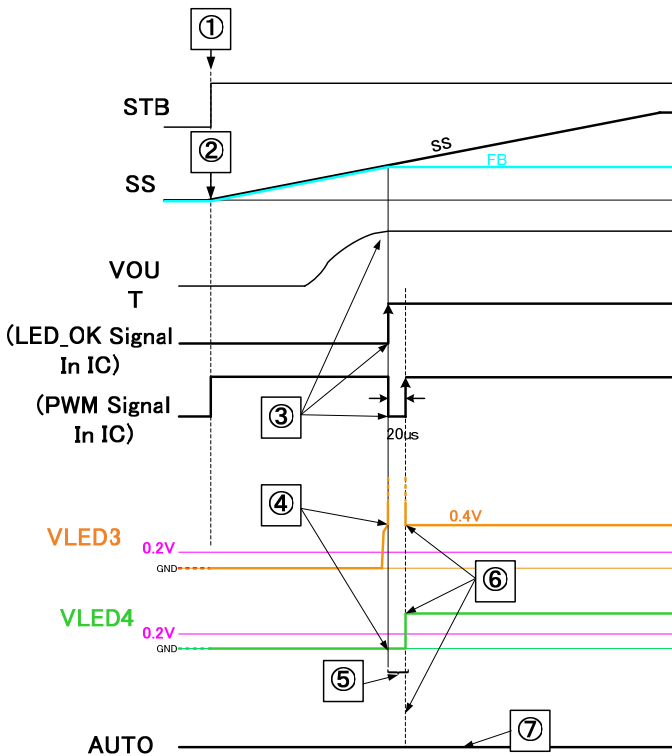 ①
STB
②
SS
FB
SS
VOU
T
(LED_OK Signal
In IC)
(PWM Signal
In IC)
③
20us
④
0.4V
VLED3
0.2V
GND
⑥
VLED4
0.2V
GND
⑤
⑦
AUTO